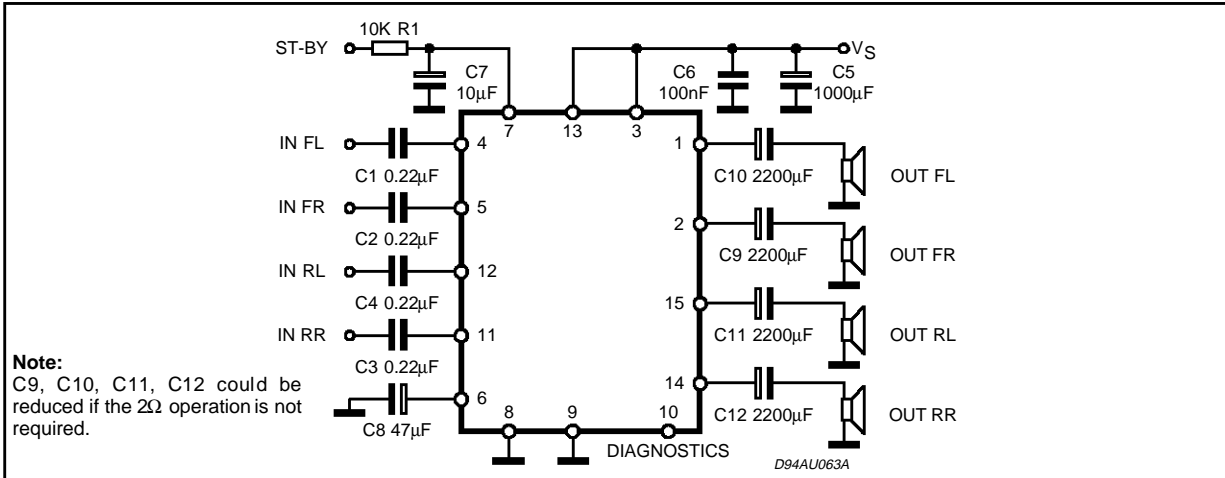 10K R1
ST-BY
C7
10µF
C6
100nF
C5
1000µF
VS
7
13
3
IN FL
4
C1 0.22µF
IN FR
5
C2 0.22µF
IN RL
12
C4 0.22µF
IN RR
11
C3 0.22µF
6
C8 47µF
8
9
10
DIAGNOSTICS
1
C10 2200µF
OUT FL
2
C9 2200µF
OUT FR
15
C11 2200µF
OUT RL
14
C12 2200µF
OUT RR
Note:
C9, C10, C11, C12 could be
reduced if the 2Ω operation is not
required.
D94AU063A